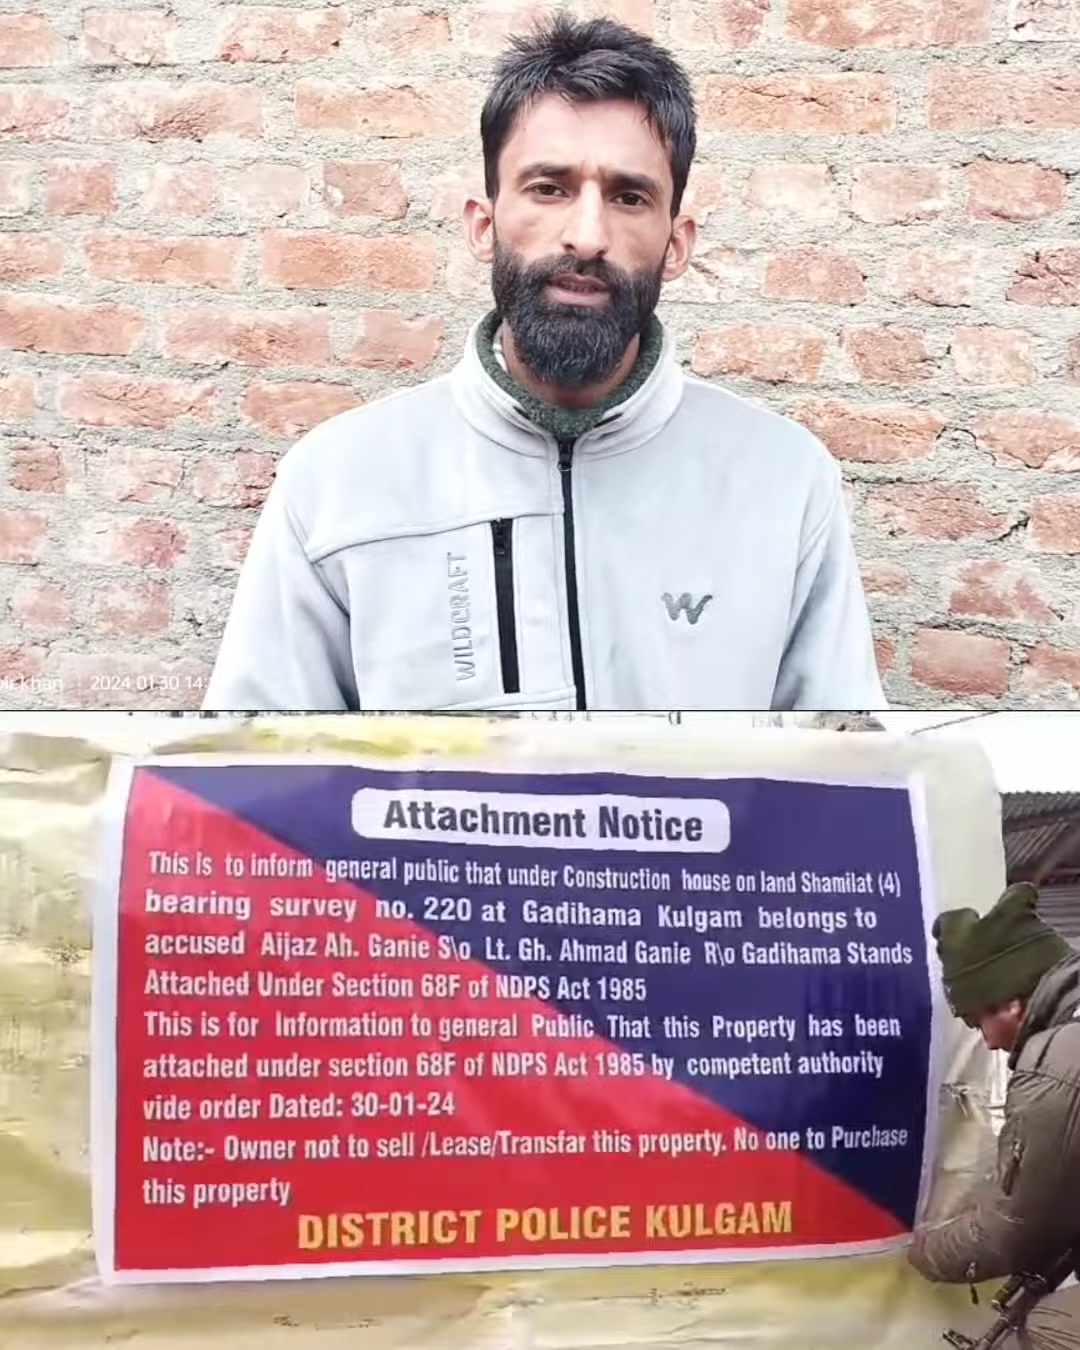 WILDCRAFT
W
khan | 2024.01.30 14:
Attachment Notice
This is to inform general public that under Construction house on land Shamilat (4)
bearing survey no. 220 at Gadihama Kulgam belongs to
accused Aijaz Ah. Ganie S\o Lt. Gh. Ahmad Ganie R\o Gadihama Stands
Attached Under Section 68F of NDPS Act 1985
This is for Information to general Public That this Property has been
attached under section 68F of NDPS Act 1985 by competent authority
vide order Dated: 30-01-24
Note:- Owner not to sell /Lease/Transfar this property. No one to Purchase
this property
DISTRICT POLICE KULGAM